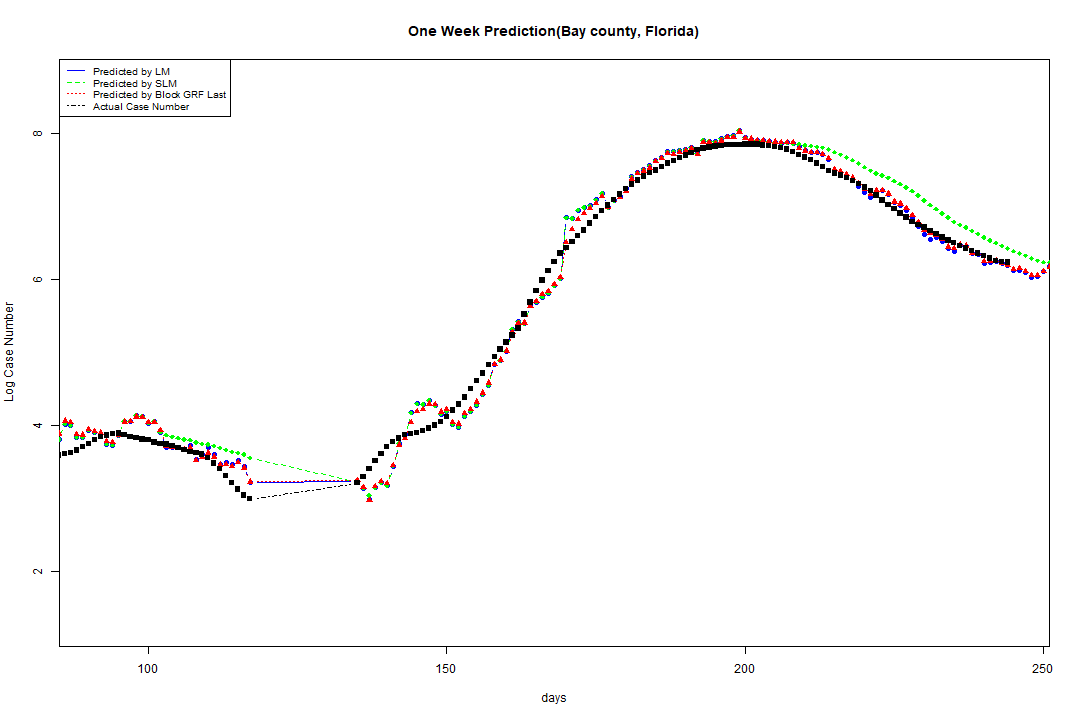 One Week Prediction(Bay county, Florida)
Predicted by LM
Predicted by SLM
Predicted by Block GRF Last
Actual Case Number
8
6
4
2
Log Case Number
100 150 200 250
days